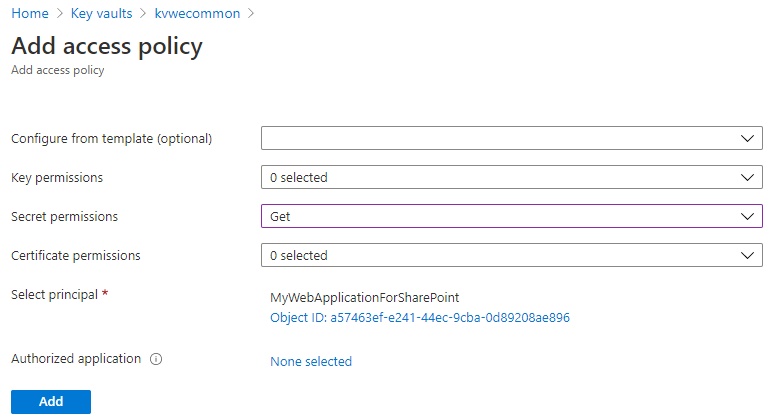 Home > Key vaults > kvwecommon >
Add access policy
Add access policy
Configure from template (optional)
Key permissions 0 selected
Secret permissions Get
Certificate permissions 0 selected
Select principal * MyWebApplicationForSharePoint
Object ID: a57463ef-e241-44ec-9cba-0d89208ae896
Authorized application None selected
Add